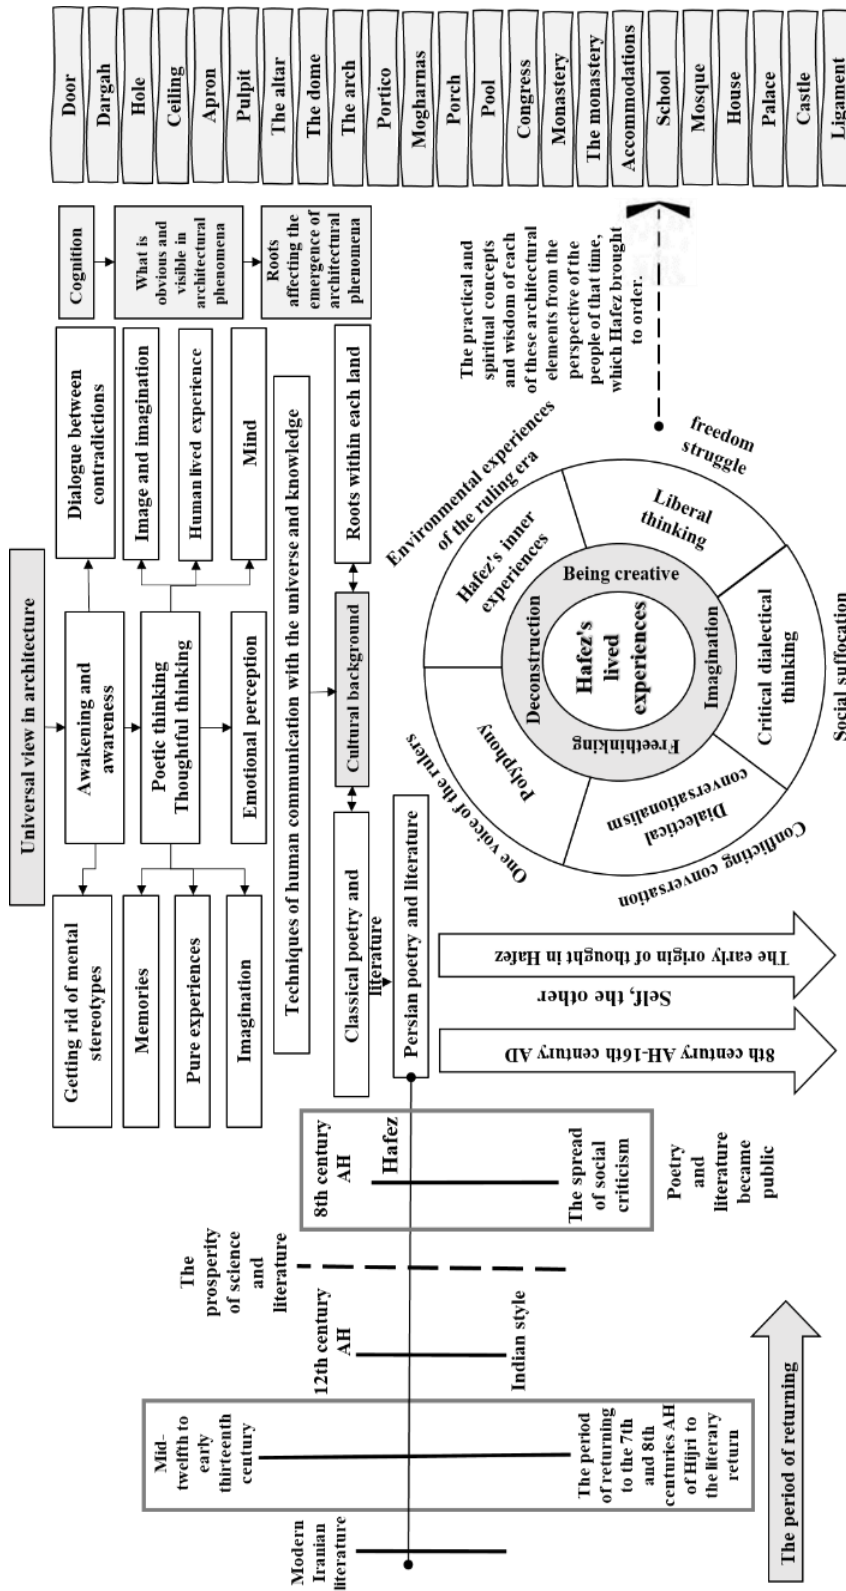 Universal view in architecture
Getting rid of mental
stereotypes
Awakening and
awareness
Dialogue between
contradictions
Cognition
Memories
Poetic thinking
Thoughtful thinking
Image and imagination
What is
obvious and
visible in
architectural
phenomena
Pure experiences
Human lived experience
Imagination
Emotional perception
Mind
Roots
affecting the
emergence of
architectural
phenomena
Techniques of human communication with the universe and knowledge
Classical poetry and
literature
Cultural background
Roots within each land
Persian poetry and literature
Door
Dargah
Hole
Ceiling
Apron
Pulpit
The altar
The dome
The arch
Portico
Mogharnas
Porch
Pool
Congress
Monastery
The monastery
Accommodations
School
Mosque
House
Palace
Castle
Ligament
The practical and
spiritual concepts
and wisdom of each
of these architectural
elements from the
perspective of the
people of that time,
which Hafez brought
to order.
Environmental experiences
of the ruling era
Hafez's inner
experiences
freedom
struggle
Liberal
thinking
Being creative
Deconstruction
Hafez's
lived
experiences
Imagination
Freethinking
Polyphony
One voice of the rulers
Critical dialectical
thinking
Social suffocation
Dialectical
conversationalism
Conflicting conversation
The early origin of thought in Hafez
Self, the other
8th century AH-16th century AD
8th century
AH
Hafez
The spread
of social
criticism
Poetry
and
literature
became
public
The
prosperity
of science
and
literature
12th century
AH
Indian style
Mid-
twelfth to
early
thirteenth
century
The period
of returning
to the 7th
and 8th
centuries AH
of Hijri to
the literary
return
Modern
Iranian
literature
The period of returning